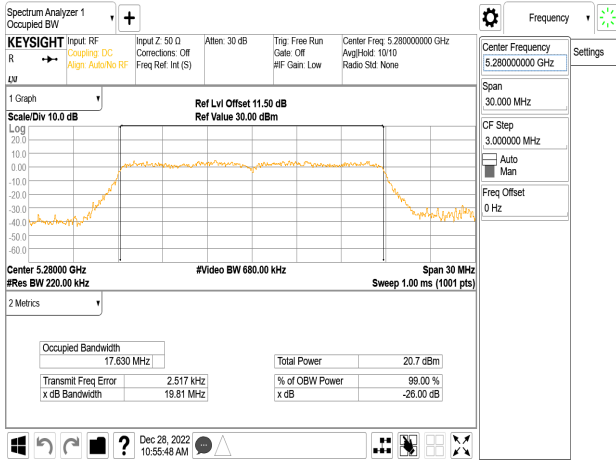 Spectrum Analyzer 1
Occupied BW
Frequency
KEYSIGHT
R
Input: RF
Coupling: DC
Align: Auto/No RF
Input Z: 50 Ω
Corrections: Off
Freq Ref: Int (S)
Atten: 30 dB
Trig: Free Run
Gate: Off
#IF Gain: Low
Center Freq: 5.280000000 GHz
Avg|Hold: 10/10
Radio Std: None
Center Frequency
5.280000000 GHz
Settings
Span
30.000 MHz
CF Step
3.000000 MHz
Auto
Man
Freq Offset
0 Hz
1 Graph
Scale/Div 10.0 dB
Ref Lvl Offset 11.50 dB
Ref Value 30.00 dBm
Log
20.0
10.0
0.00
-10.0
-20.0
-30.0
-40.0
-50.0
-60.0
Center 5.28000 GHz
#Video BW 680.00 kHz
Span 30 MHz
#Res BW 220.00 kHz
Sweep 1.00 ms (1001 pts)
2 Metrics
Occupied Bandwidth
17.630 MHz
Total Power 20.7 dBm
Transmit Freq Error 2.517 kHz
% of OBW Power 99.00 %
x dB Bandwidth 19.81 MHz
x dB -26.00 dB
?
Dec 28, 2022
10:55:48 AM